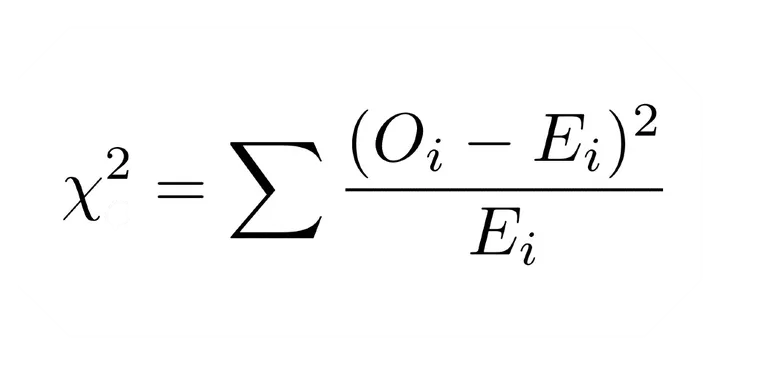 χ² = ∑ (Oᵢ − Eᵢ)² / Eᵢ